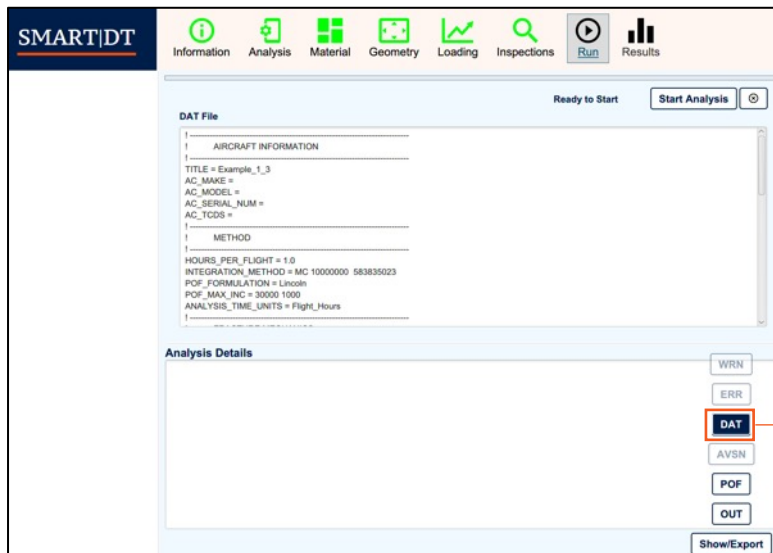 SMART|DT
Information Analysis Material Geometry Loading Inspections Run Results
Ready to Start Start Analysis
DAT File
! ------------------------------------------------
! AIRCRAFT INFORMATION
! ------------------------------------------------
TITLE = Example_1_3
AC_MAKE =
AC_MODEL =
AC_SERIAL_NUM =
AC_TCDS =
! ------------------------------------------------
! METHOD
! ------------------------------------------------
HOURS_PER_FLIGHT = 1.0
INTEGRATION_METHOD = MC 10000000 583835023
POF_FORMULATION = Lincoln
POF_MAX_INC = 30000 1000
ANALYSIS_TIME_UNITS = Flight_Hours
! ------------------------------------------------
Analysis Details
WRN
ERR
DAT
AVSN
POF
OUT
Show/Export